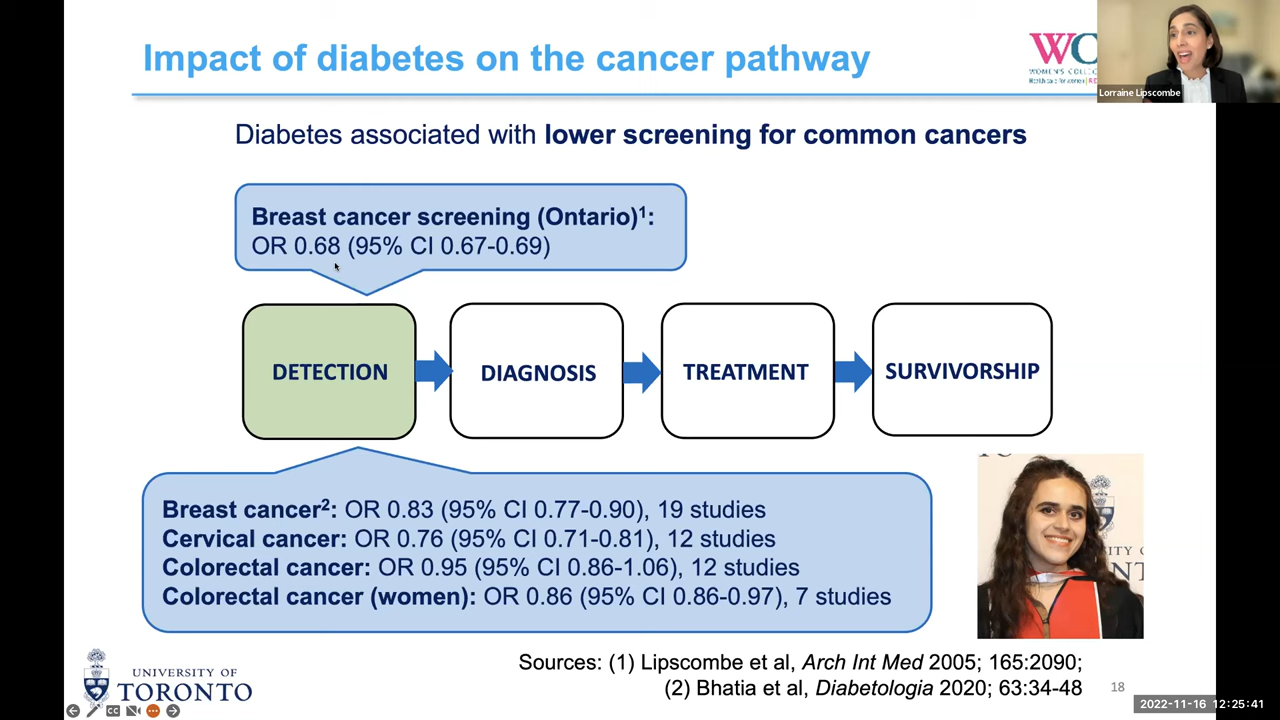 Impact of diabetes on the cancer pathway
WC
WOMEN'S COLL
Lorraine Lipscombe
Diabetes associated with lower screening for common cancers
Breast cancer screening (Ontario)¹:
OR 0.68 (95% CI 0.67-0.69)
DETECTION
DIAGNOSIS
TREATMENT
SURVIVORSHIP
Breast cancer²: OR 0.83 (95% CI 0.77-0.90), 19 studies
Cervical cancer: OR 0.76 (95% CI 0.71-0.81), 12 studies
Colorectal cancer: OR 0.95 (95% CI 0.86-1.06), 12 studies
Colorectal cancer (women): OR 0.86 (95% CI 0.86-0.97), 7 studies
Sources: (1) Lipscombe et al, Arch Int Med 2005; 165:2090;
(2) Bhatia et al, Diabetologia 2020; 63:34-48
UNIVERSITY OF
TORONTO
18
CC
2022-11-16 12:25:41